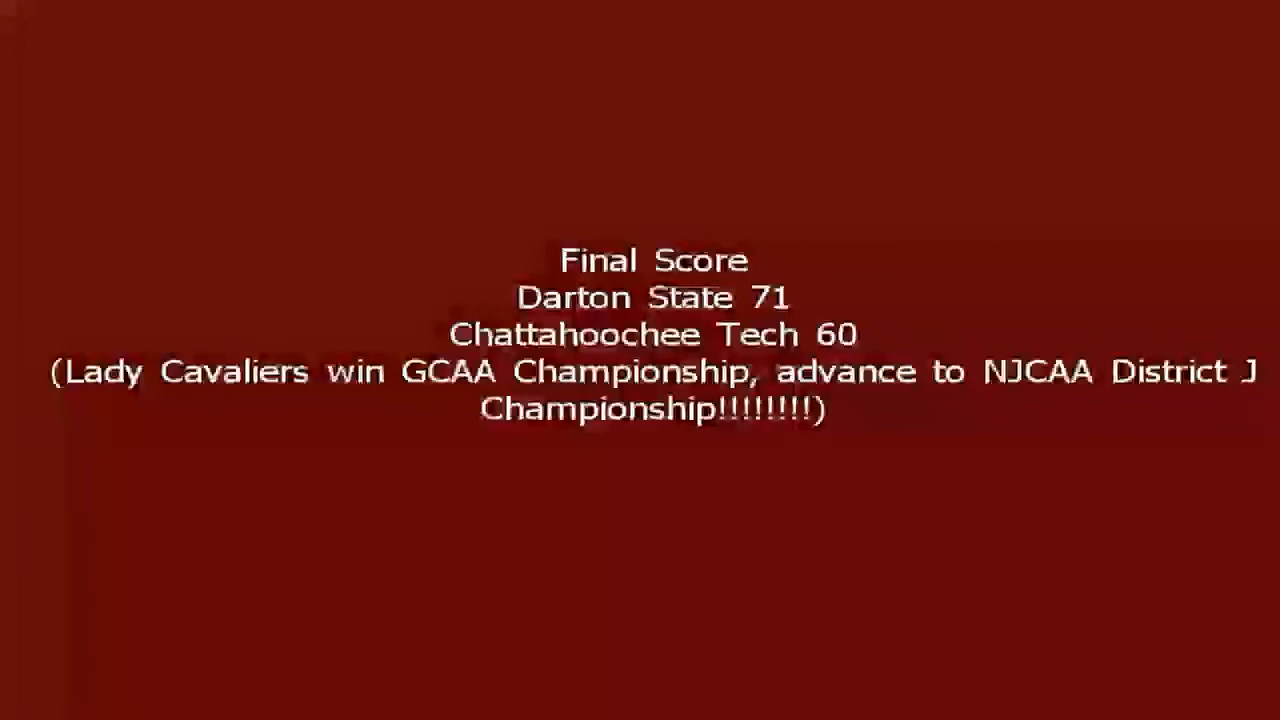 Final Score
Darton State 71
Chattahoochee Tech 60
(Lady Cavaliers win GCAA Championship, advance to NJCAA District J
Championship!!!!!!!!)